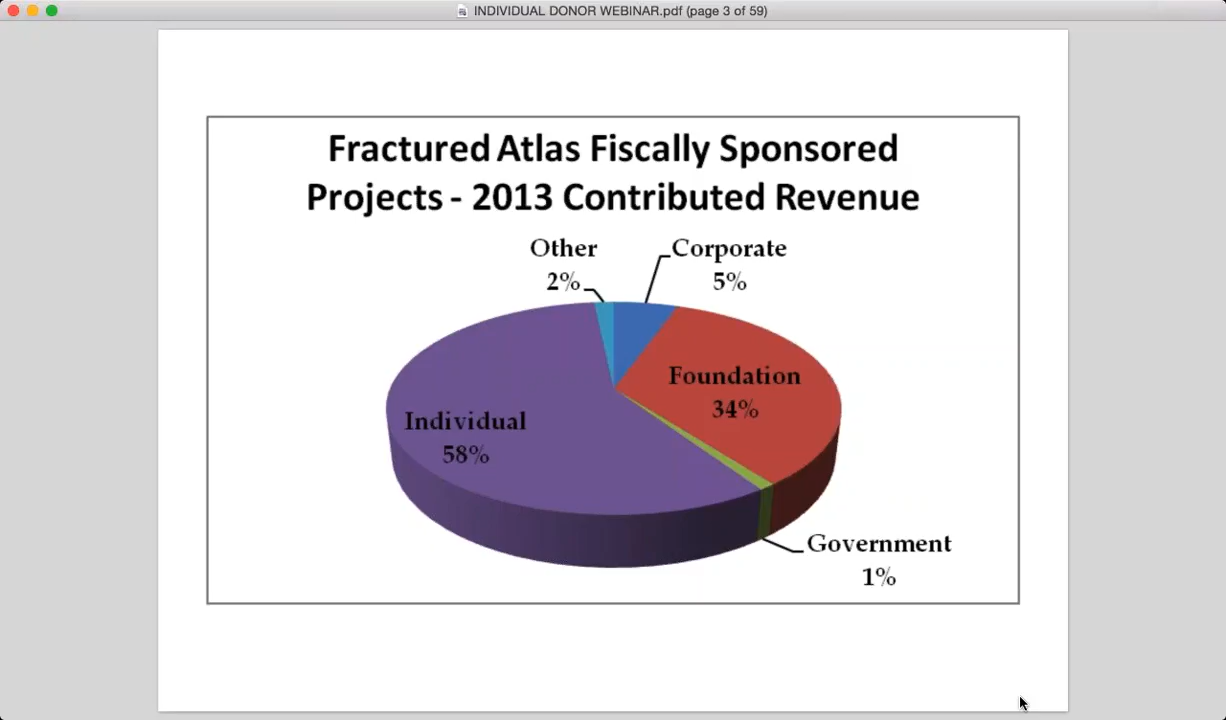 INDIVIDUAL DONOR WEBINAR.pdf (page 3 of 59)
Fractured Atlas Fiscally Sponsored
Projects - 2013 Contributed Revenue
Other
2%
Corporate
5%
Foundation
34%
Individual
58%
Government
1%